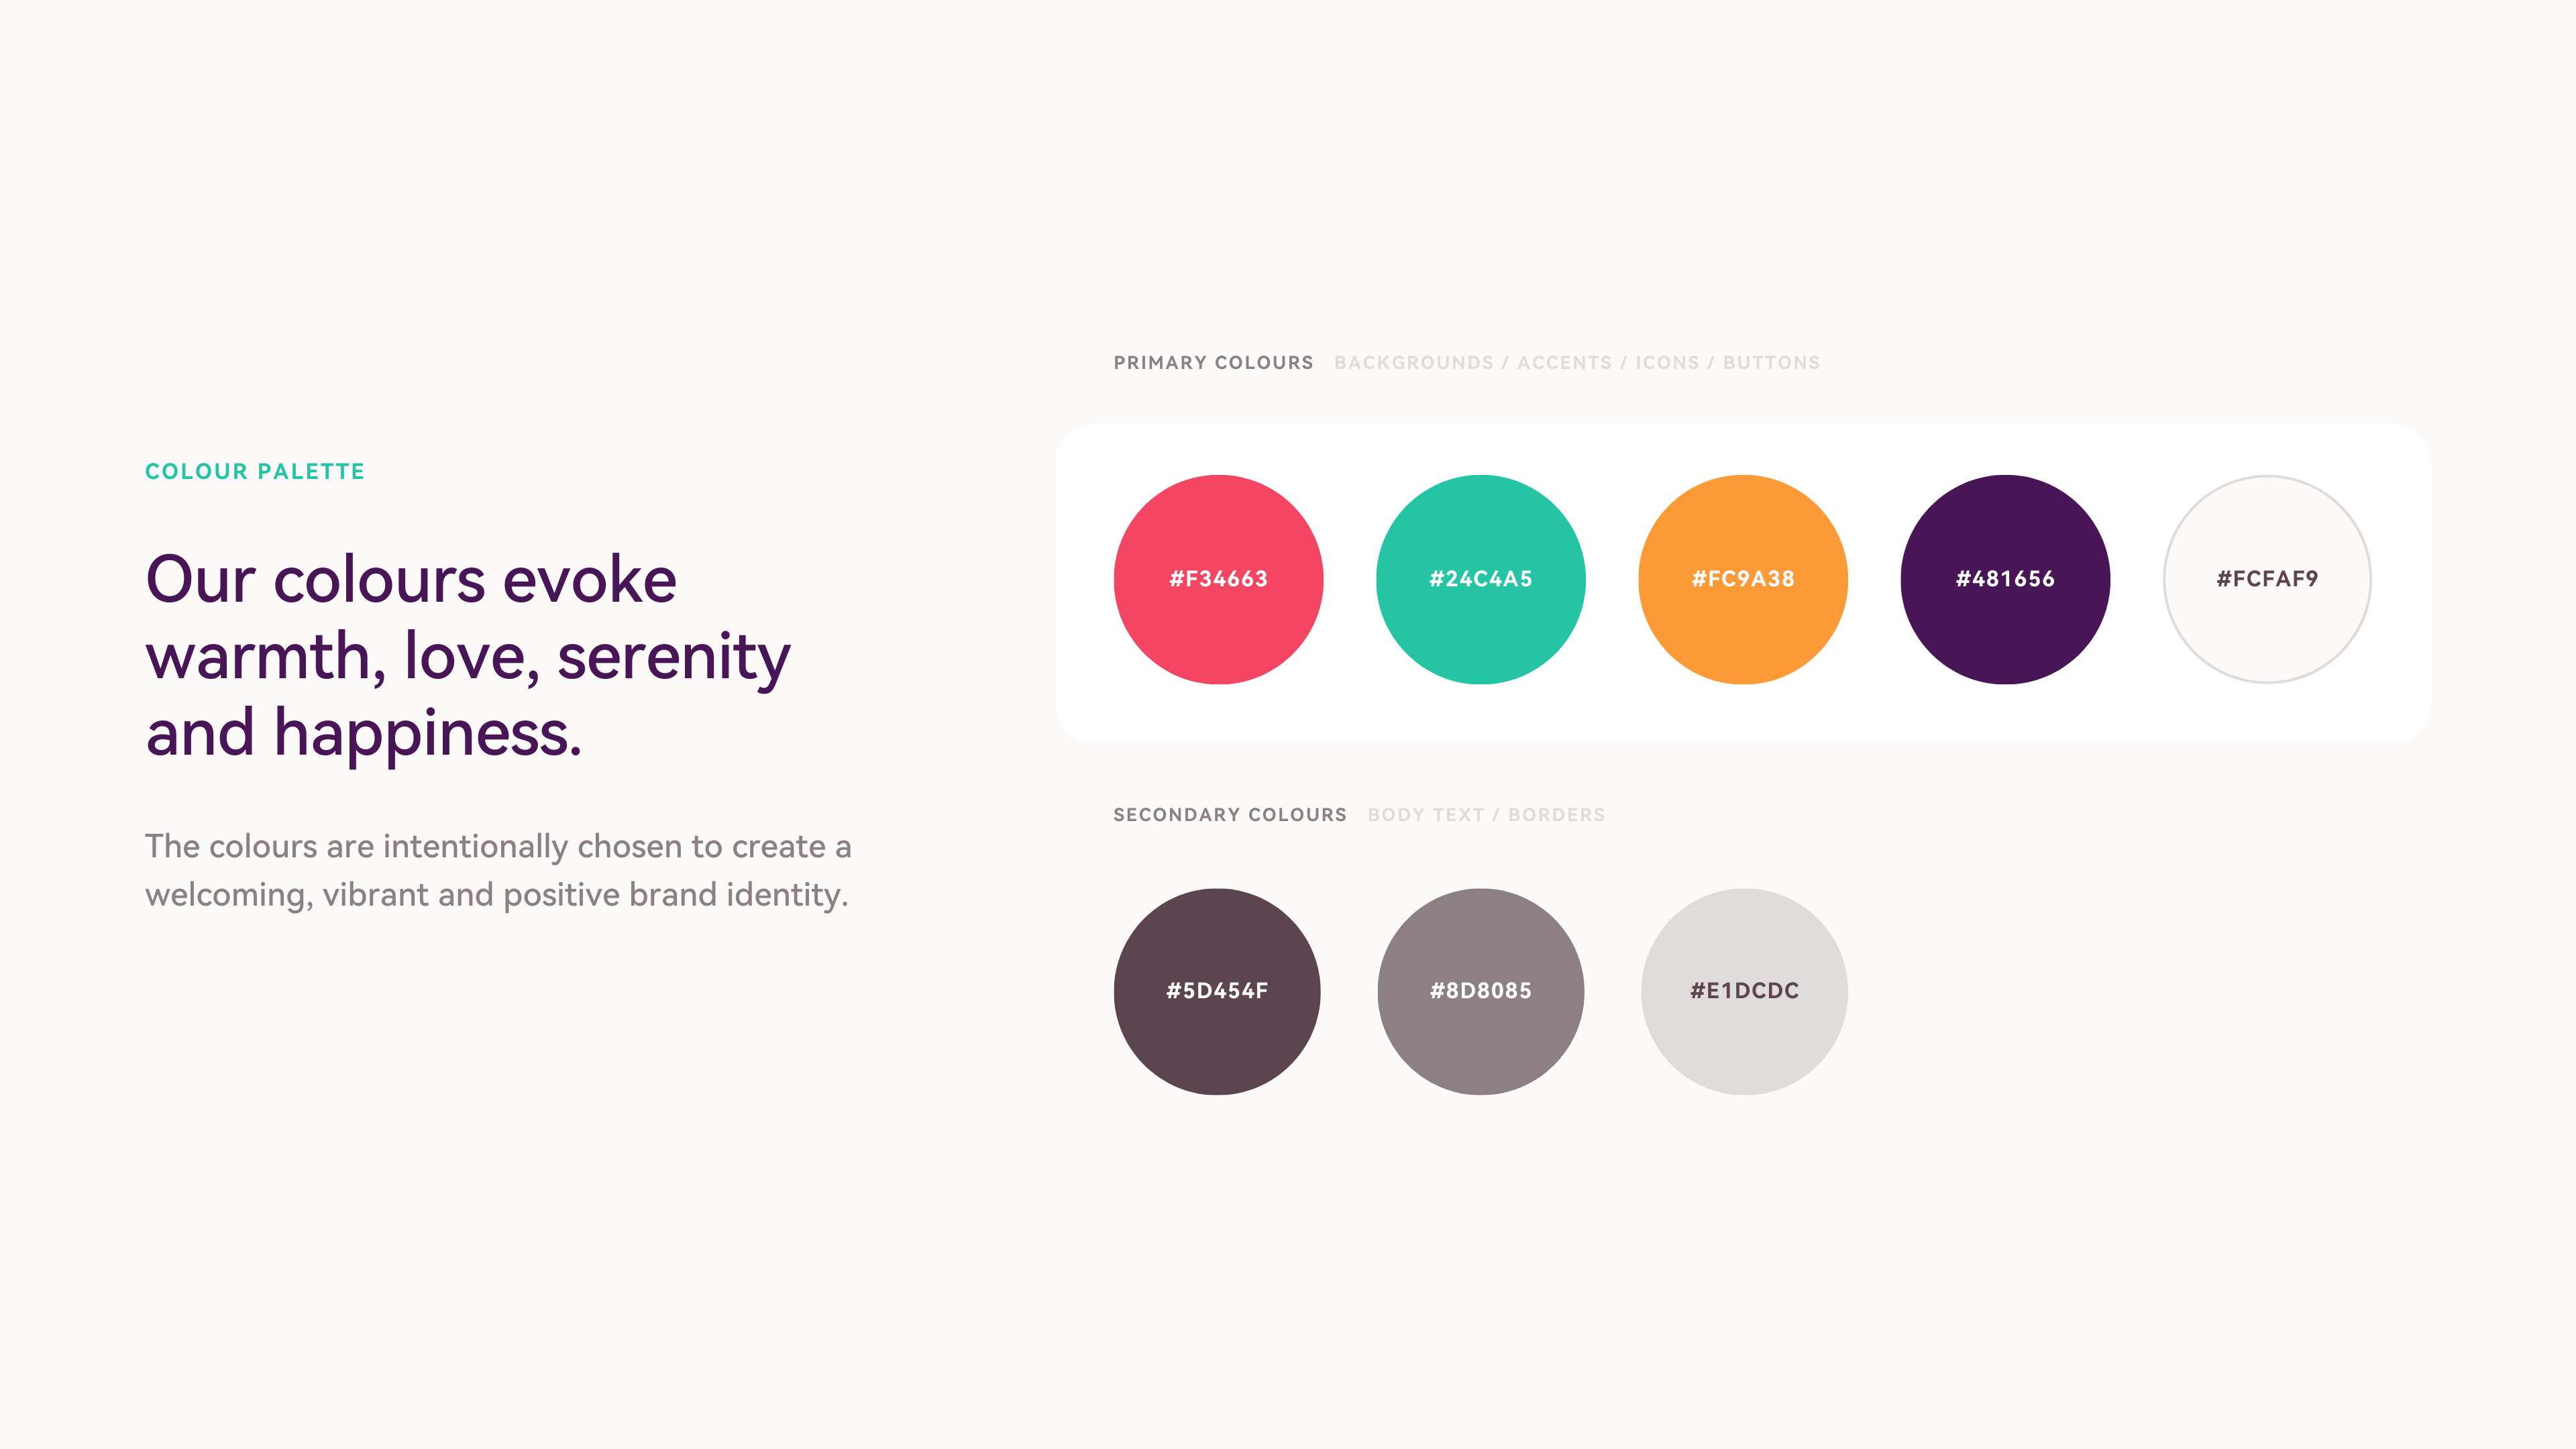 COLOUR PALETTE
Our colours evoke
warmth, love, serenity
and happiness.
The colours are intentionally chosen to create a
welcoming, vibrant and positive brand identity.
PRIMARY COLOURS BACKGROUNDS / ACCENTS / ICONS / BUTTONS
#F34663 #24C4A5 #FC9A38 #481656 #FCFAF9
SECONDARY COLOURS BODY TEXT / BORDERS
#5D454F #8D8085 #E1DCDC